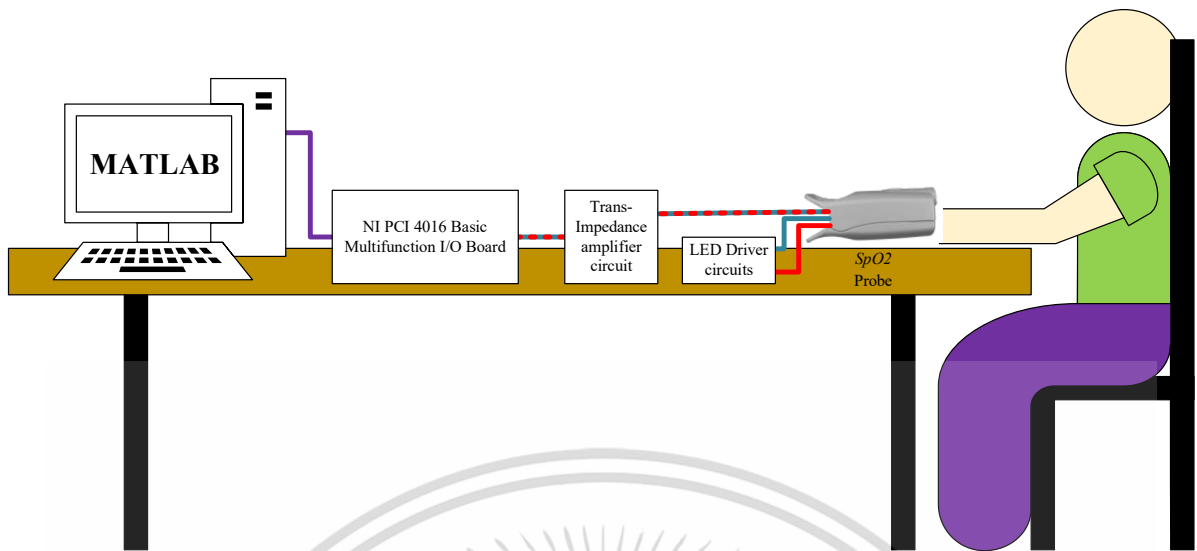 MATLAB
NI PCI 4016 Basic
Multifunction I/O Board
Trans-
Impedance
amplifier
circuit
LED Driver
circuits
SpO2
Probe